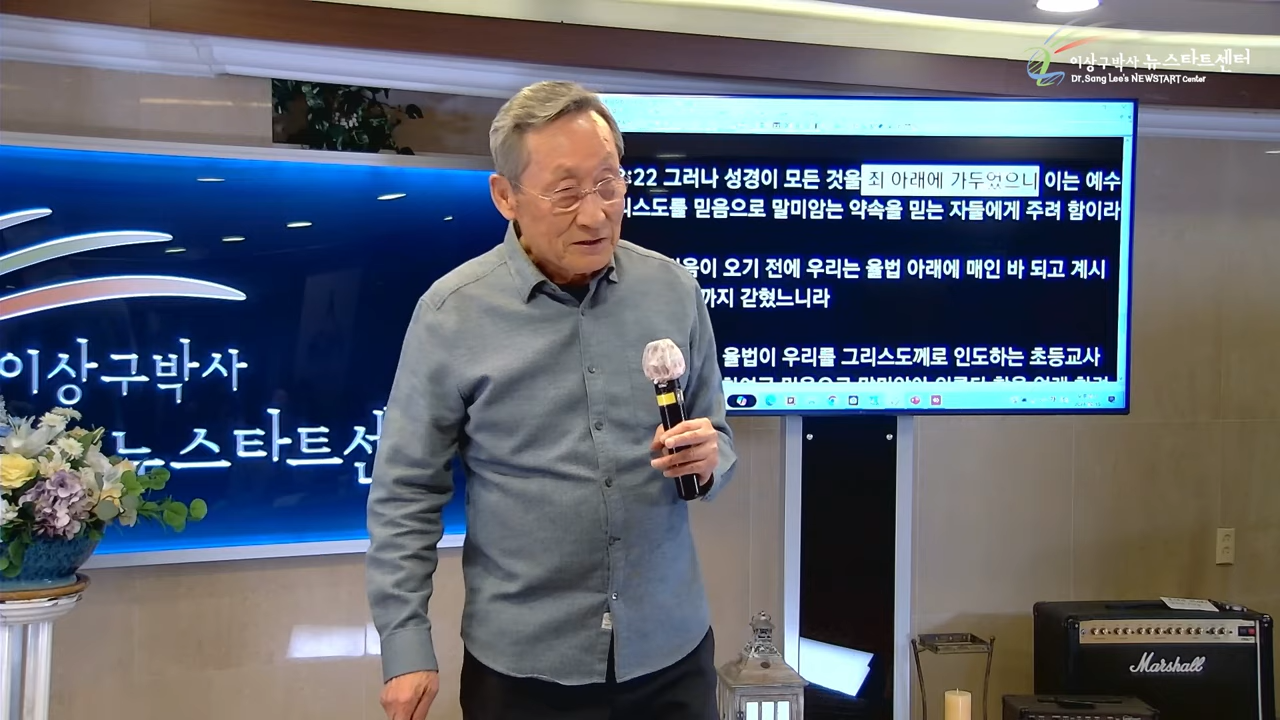 이상구박사 뉴스타트센터
Dr. Sang Lee's NEWSTART Center
:22 그러나 성경이 모든 것을 죄 아래에 가두었으니 이는 예수
리스도를 믿음으로 말미암는 약속을 믿는 자들에게 주려 함이라
음이 오기 전에 우리는 율법 아래에 매인 바 되고 계시
까지 갇혔느니라
율법이 우리를 그리스도께로 인도하는 초등교사
이상구박사
뉴스타트센
Marshall